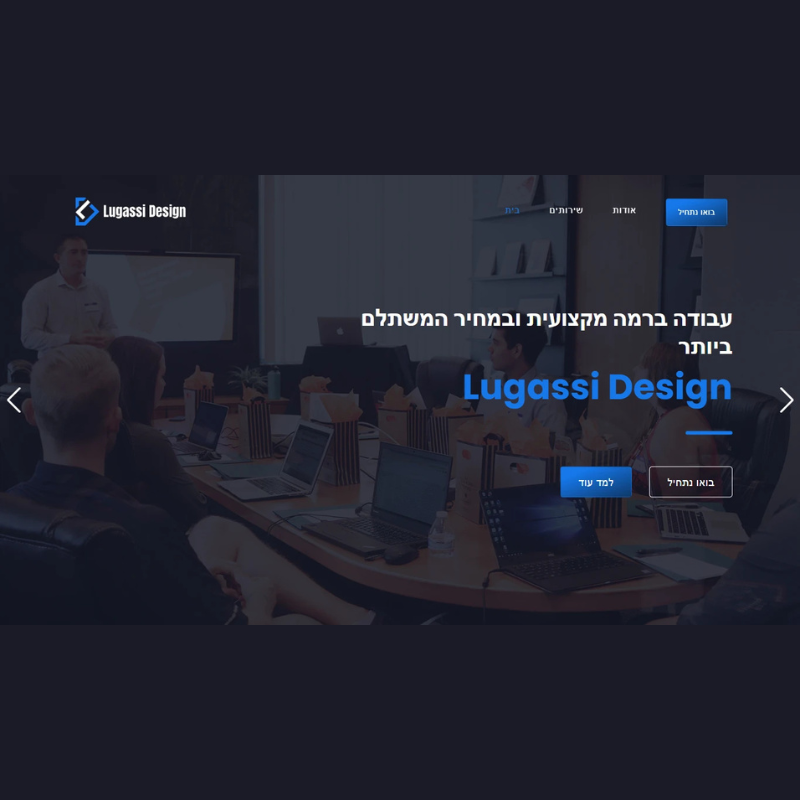 Lugassi Design
בית
שירותים
אודות
בואו נתחיל
עבודה ברמה מקצועית ובמחיר המשתלם
ביותר
Lugassi Design
למד עוד
בואו נתחיל